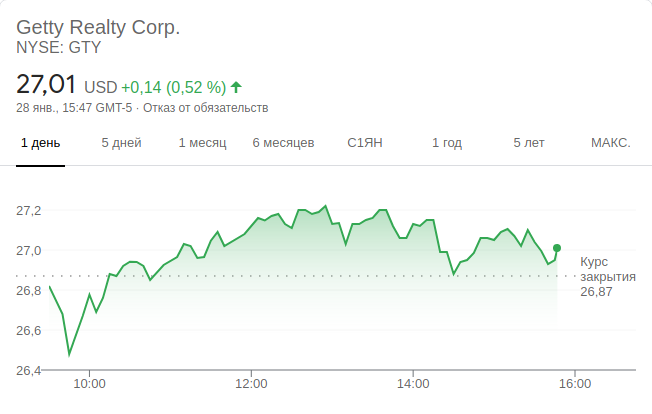 Getty Realty Corp.
NYSE: GTY
27,01 USD +0,14 (0,52 %)
28 янв., 15:47 GMT-5 · Отказ от обязательств
1 день 5 дней 1 месяц 6 месяцев С1ЯН 1 год 5 лет МАКС.
27,2
27,0
26,8
26,6
26,4
Курс
закрытия
26,87
10:00 12:00 14:00 16:00